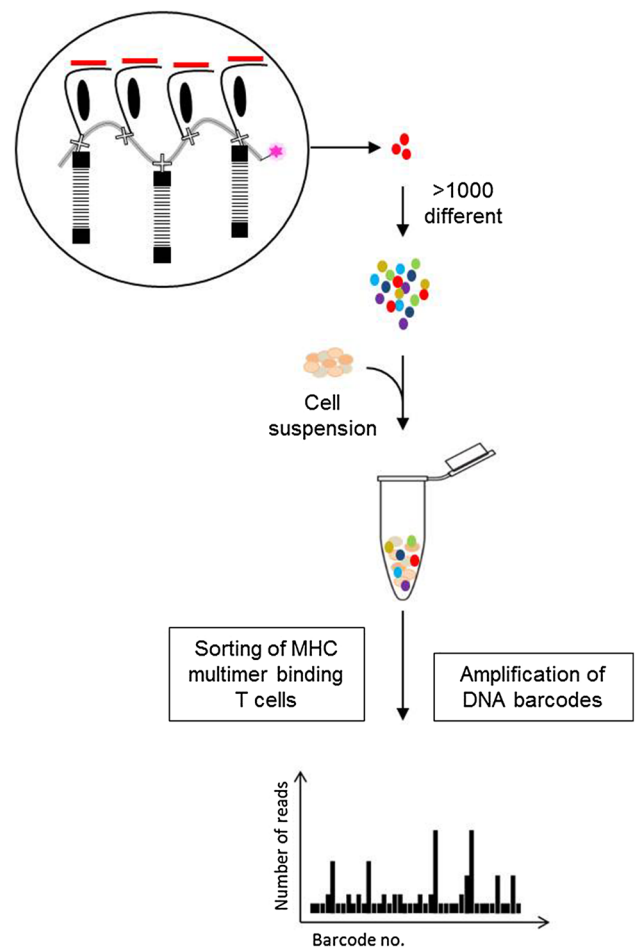 >1000
different
Cell
suspension
Sorting of MHC
multimer binding
T cells
Amplification of
DNA barcodes
Number of reads
Barcode no.